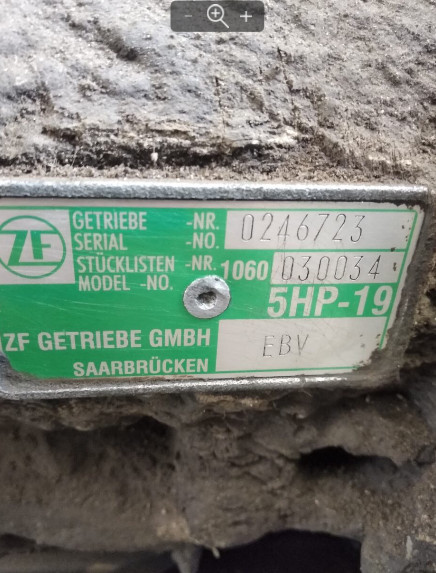 ZF
GETRIEBE -NR. 0246723
SERIAL -NO.
STÜCKLISTEN -NR. 1060 030034
MODEL -NO.
5HP-19
ZF GETRIEBE GMBH EBV
SAARBRÜCKEN